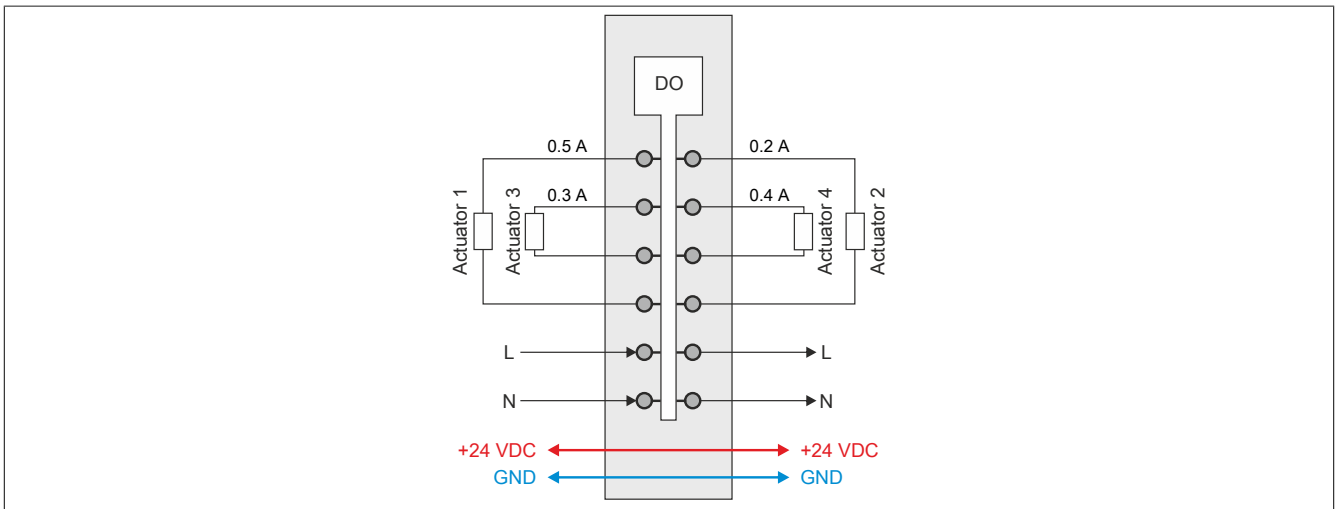 DO
0.5 A
0.2 A
0.3 A
0.4 A
Actuator 1
Actuator 3
Actuator 4
Actuator 2
L
L
N
N
+24 VDC
+24 VDC
GND
GND